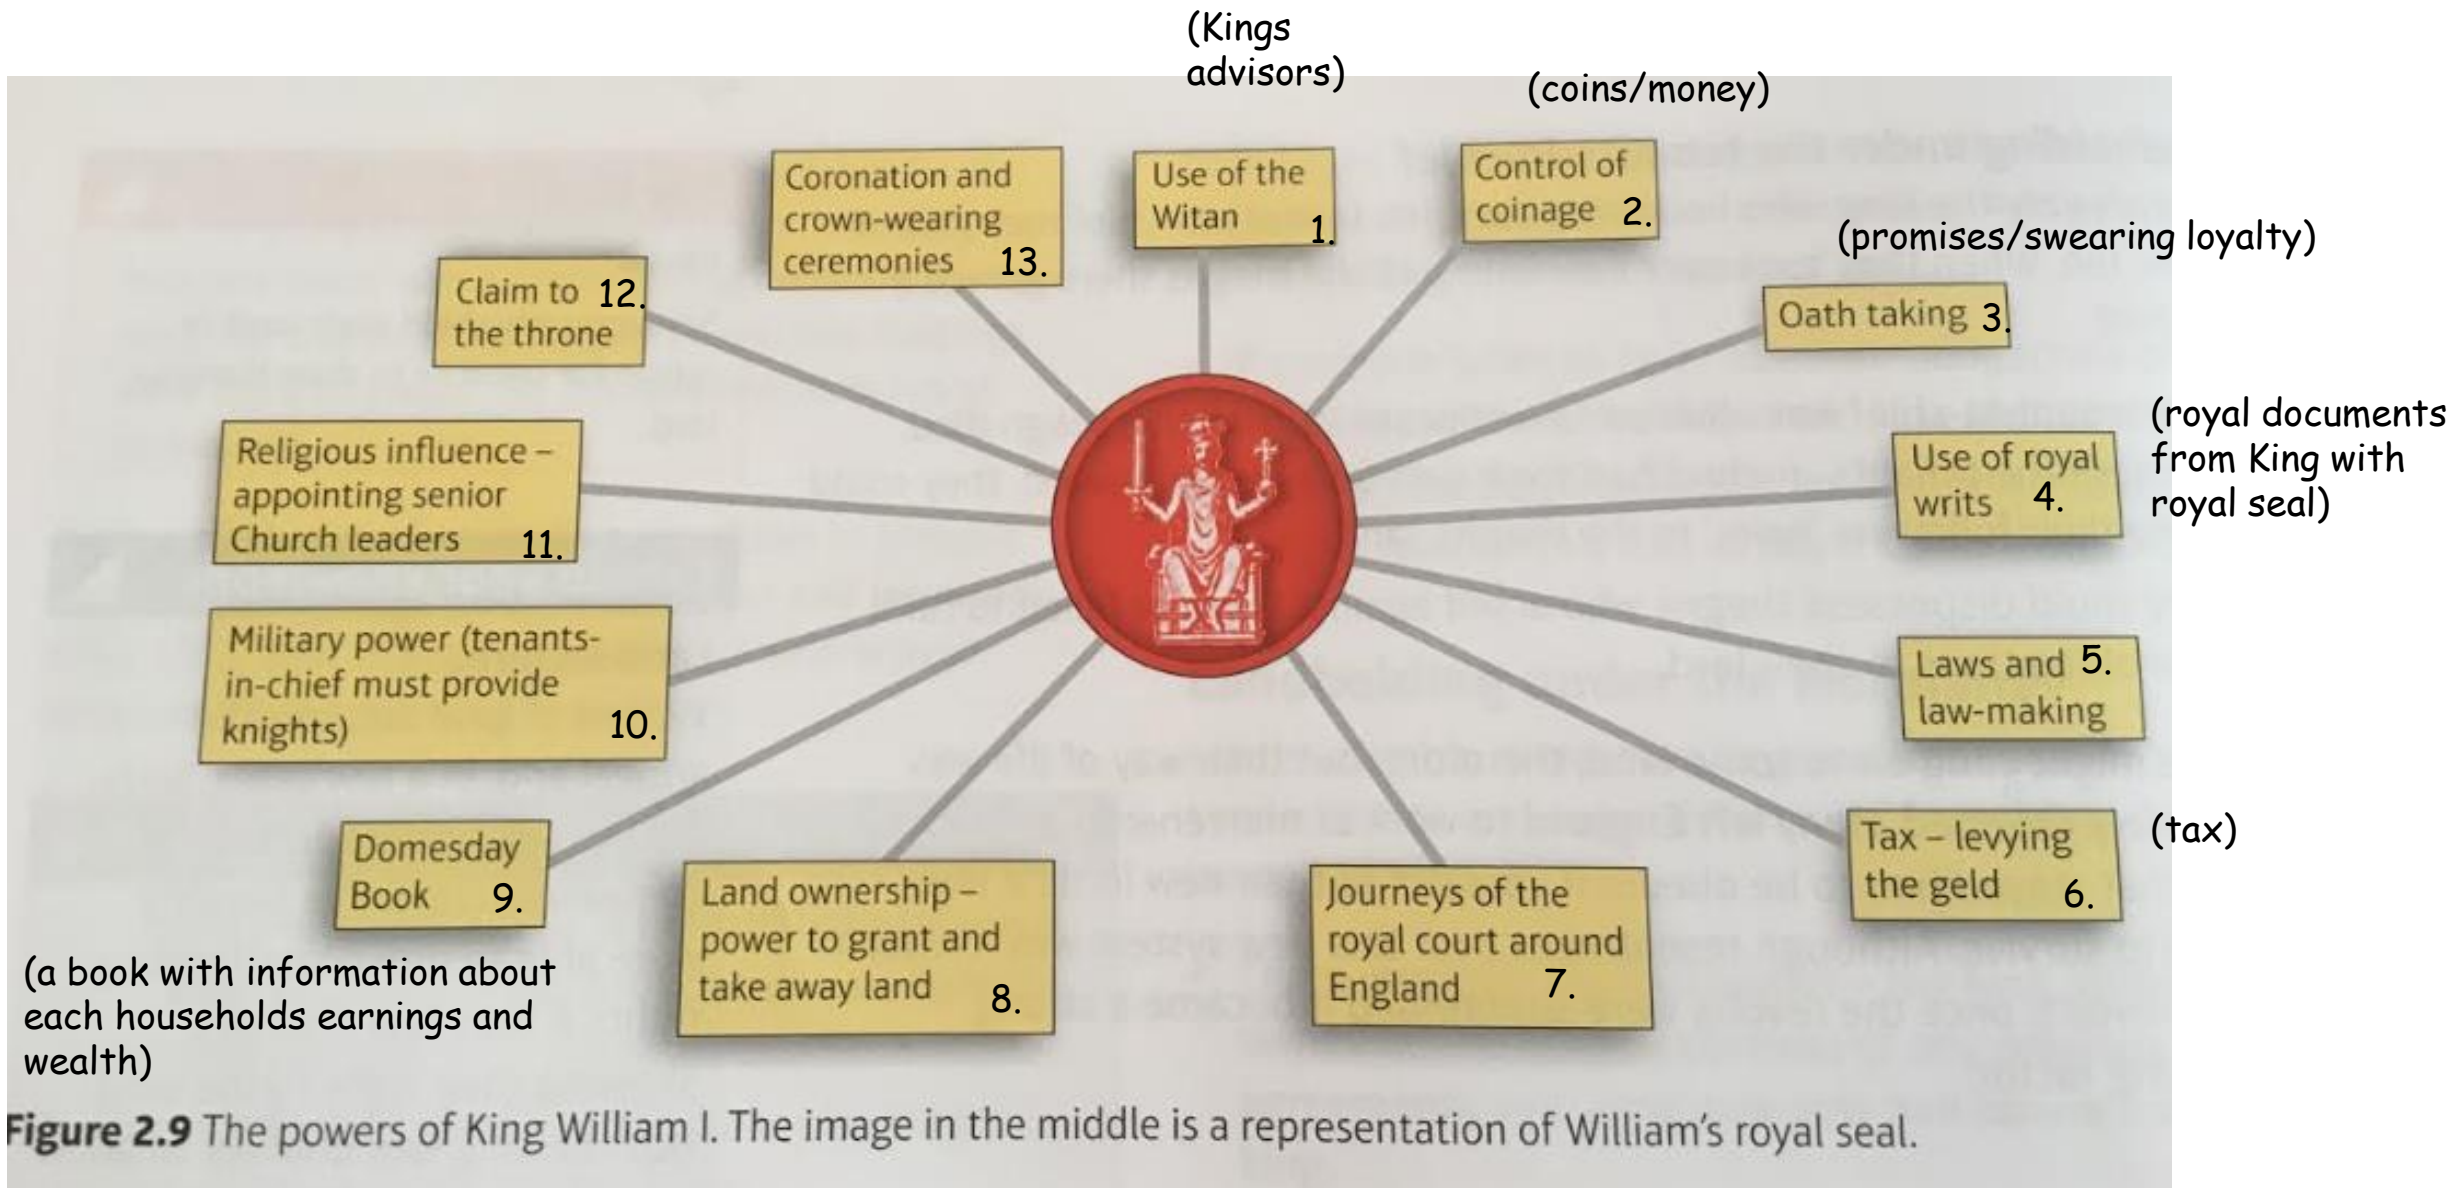 (Kings
advisors)
(coins/money)
Coronation and
crown-wearing
ceremonies 13.
Use of the
Witan 1.
Control of
coinage 2.
(promises/swearing loyalty)
Claim to 12.
the throne
Oath taking 3.
(royal documents
from King with
royal seal)
Religious influence –
appointing senior
Church leaders 11.
Use of royal
writs 4.
Military power (tenants-
in-chief must provide
knights) 10.
Laws and 5.
law-making
Domesday
Book 9.
(a book with information about
each households earnings and
wealth)
Land ownership –
power to grant and
take away land 8.
Journeys of the
royal court around
England 7.
Tax – levying
the geld 6.
(tax)
Figure 2.9 The powers of King William I. The image in the middle is a representation of William's royal seal.